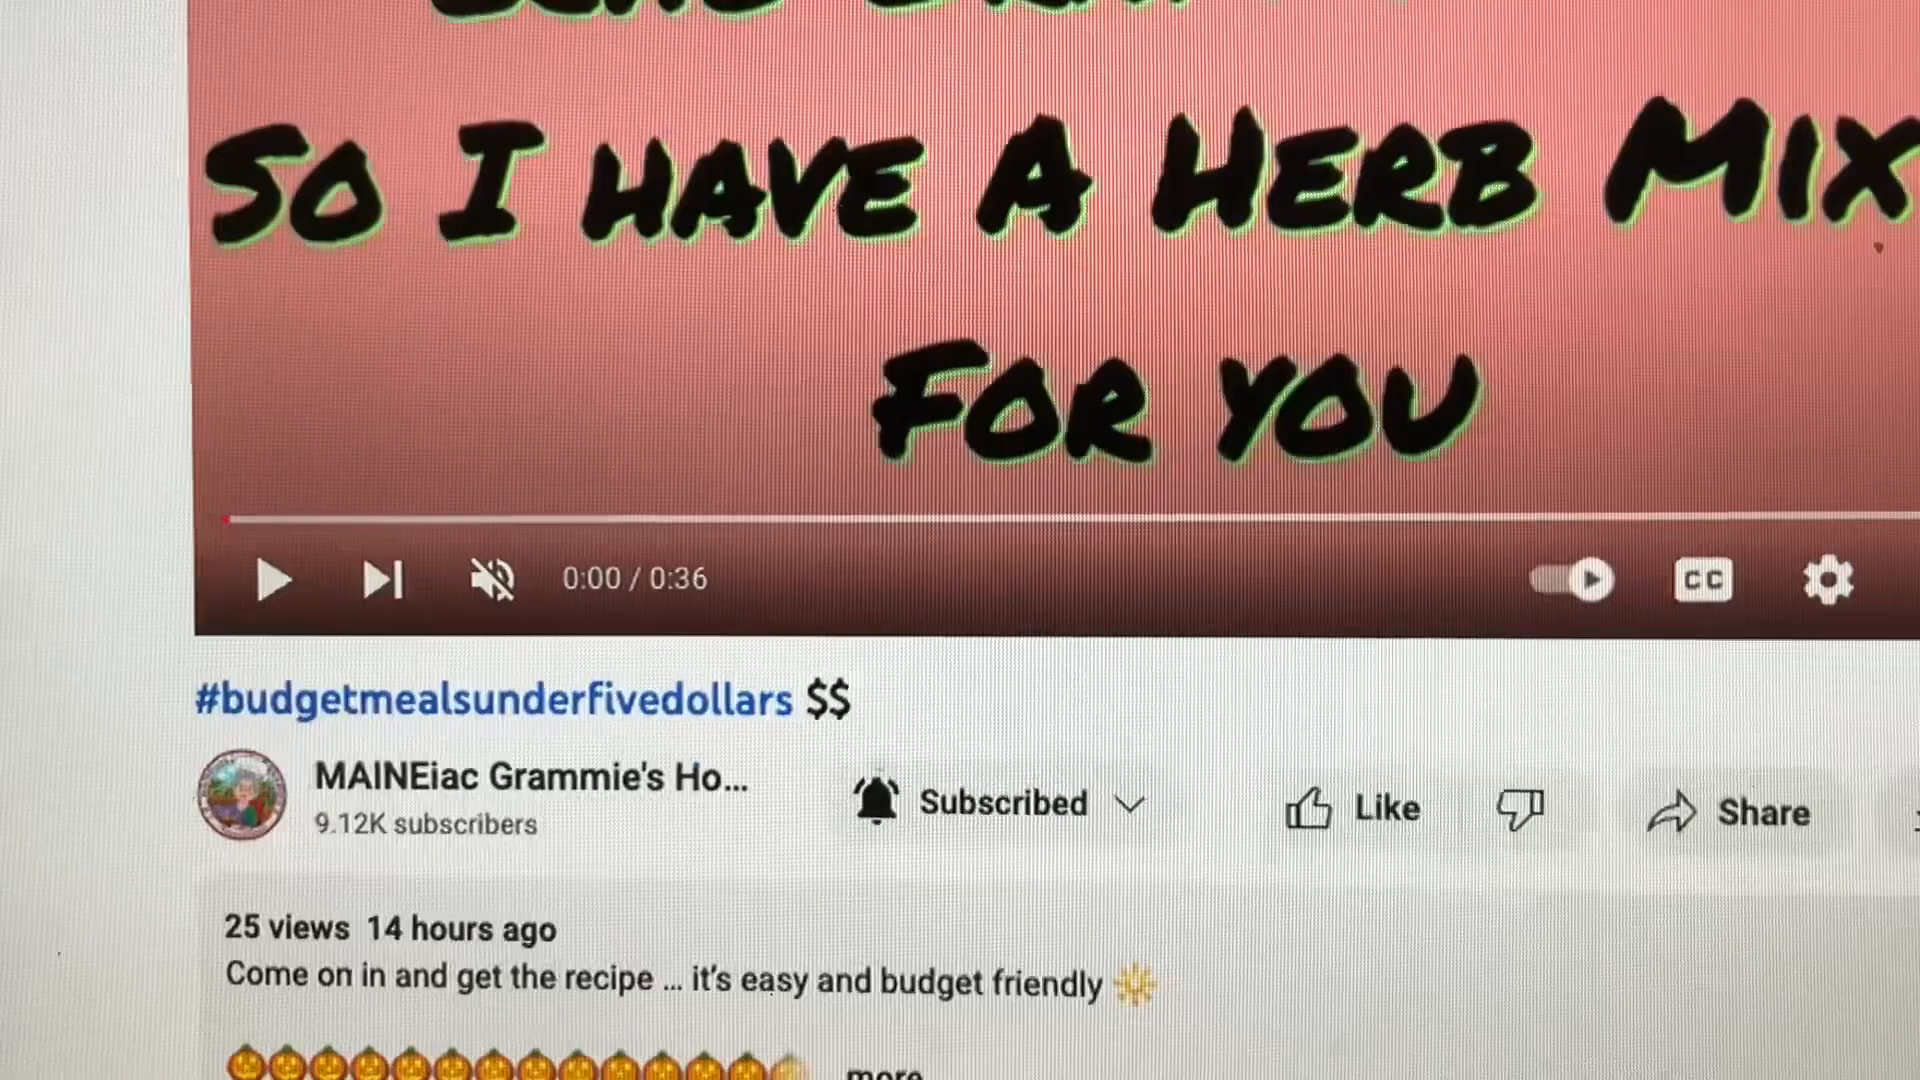 So I have A Herb Mix
For you
0:00 / 0:36
CC
#budgetmealsunderfivedollars $$
MAINEiac Grammie's Ho...
9.12K subscribers
Subscribed
Like
Share
25 views 14 hours ago
Come on in and get the recipe ... it's easy and budget friendly
more